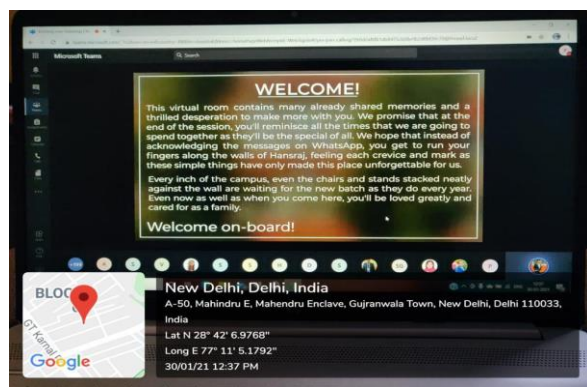 Microsoft Teams
Search
WELCOME!
This virtual room contains many already shared memories and a
thrilled desperation to make more with you. We promise that at the
end of the session, you'll reminisce all the times that we are going to
spend together as they'll be the special of all. We hope that instead of
acknowledging the messages on WhatsApp, you get to run your
fingers along the walls of Hansraj, feeling each crevice and mark as
these simple things have only made this place unforgettable for us.
Every inch of the campus, even the chairs and stands stacked neatly
against the wall are waiting for the new batch as they do every year.
Even now as well as when you come here, you'll be loved greatly and
cared for as a family.
Welcome on-board!
BLOC
GT Karnal
Google
New Delhi, Delhi, India
A-50, Mahindru E, Mahendru Enclave, Gujranwala Town, New Delhi, Delhi 110033,
India
Lat N 28° 42' 6.9768"
Long E 77° 11' 5.1792"
30/01/21 12:37 PM